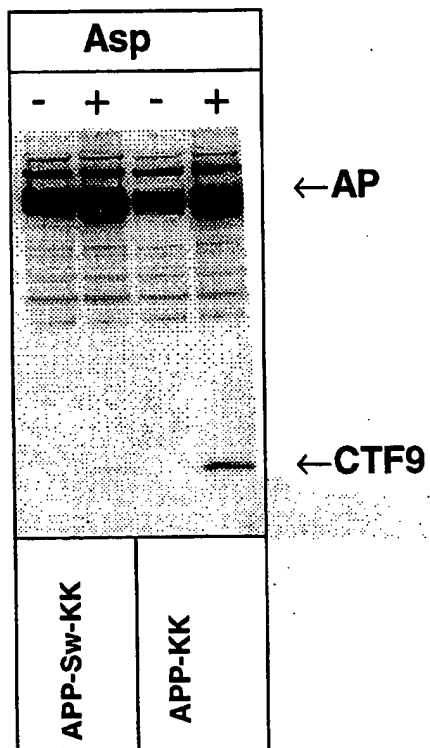 Asp
- + - +
←AP
←CTF9
APP-Sw-KK
APP-KK